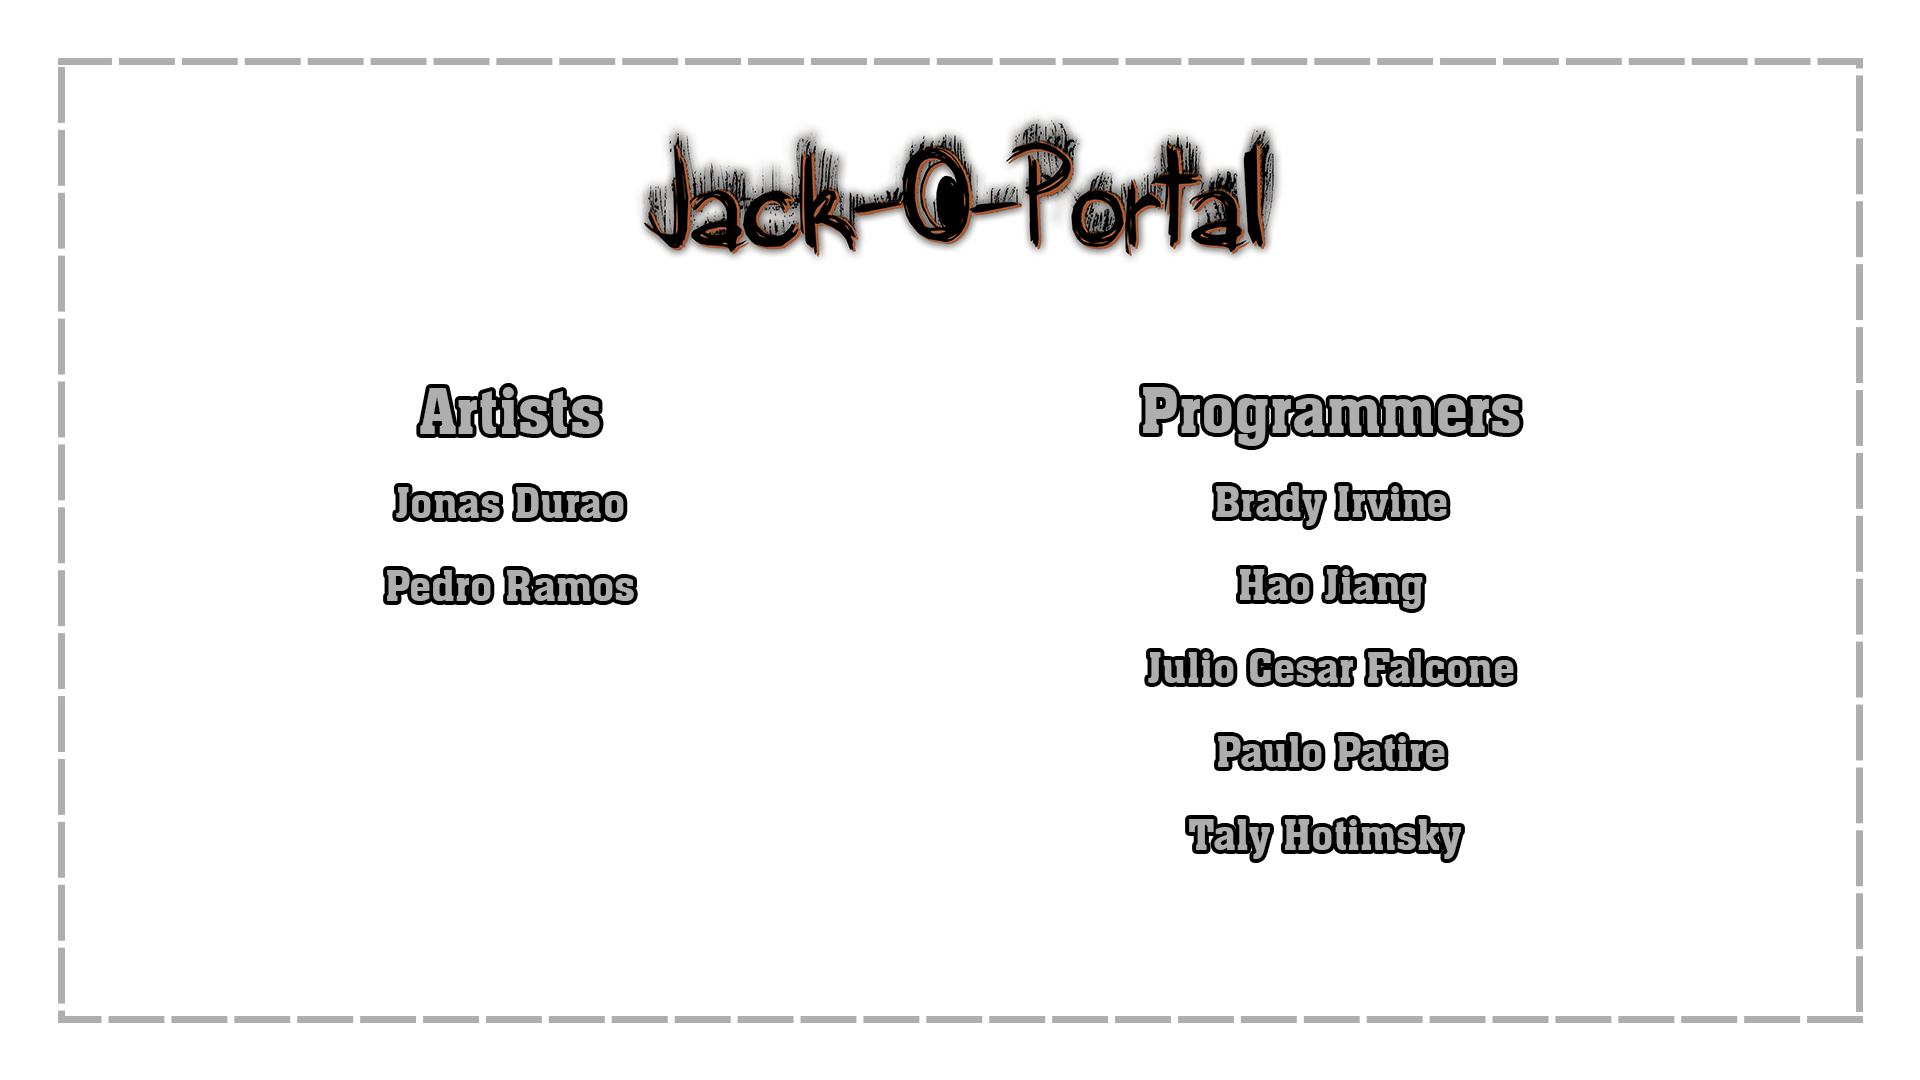 Jack-O-Portal
Artists
Jonas Durao
Pedro Ramos
Programmers
Brady Irvine
Hao Jiang
Julio Cesar Falcone
Paulo Patire
Taly Hotimsky